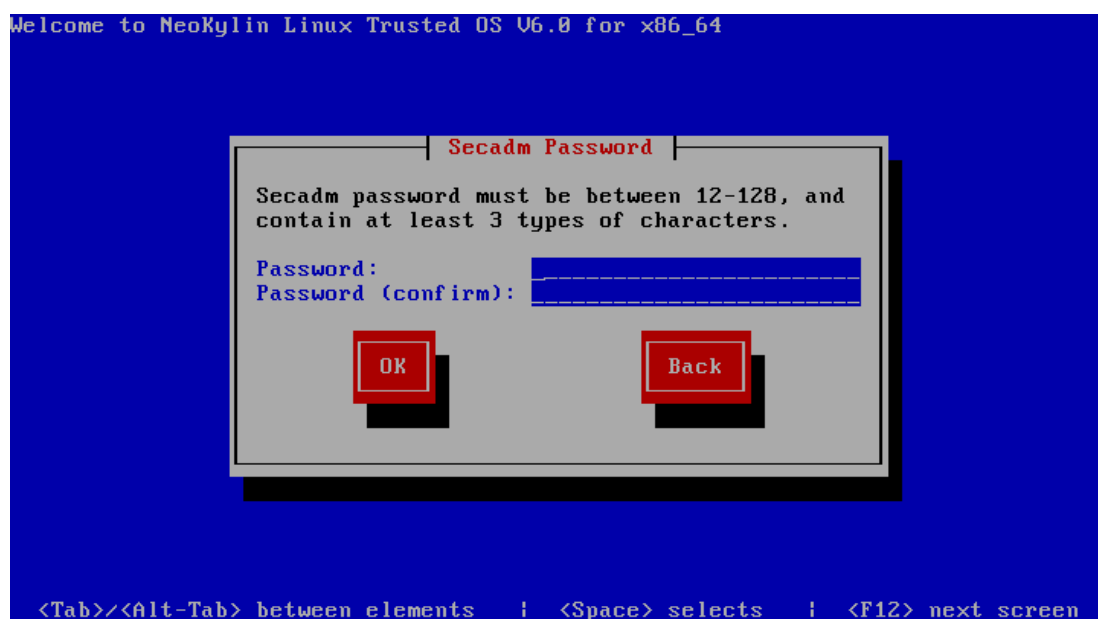 Welcome to NeoKylin Linux Trusted OS V6.0 for x86_64
Secadm Password
Secadm password must be between 12-128, and
contain at least 3 types of characters.
Password:
Password (confirm):
OK Back
<Tab>/<Alt-Tab> between elements | <Space> selects | <F12> next screen